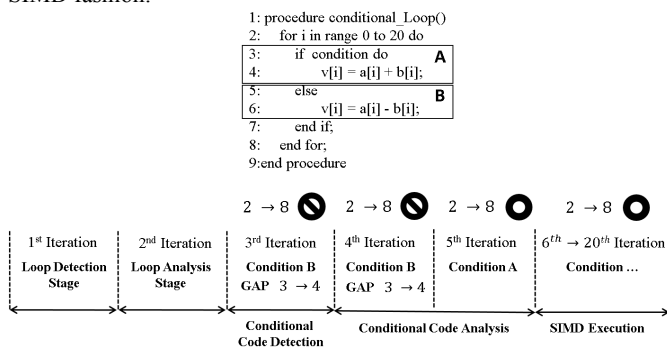 SIMD fashion.
1: procedure conditional_Loop()
2: for i in range 0 to 20 do
3: if condition do A
4: v[i] = a[i] + b[i];
5: else B
6: v[i] = a[i] - b[i];
7: end if;
8: end for;
9:end procedure
2 → 8 2 → 8 2 → 8 2 → 8
1st Iteration 2nd Iteration 3rd Iteration 4th Iteration 5th Iteration 6th → 20th Iteration
Loop Detection Loop Analysis Condition B Condition B Condition A Condition ...
Stage Stage GAP 3 → 4 GAP 3 → 4
Conditional Conditional Code Analysis SIMD Execution
Code Detection